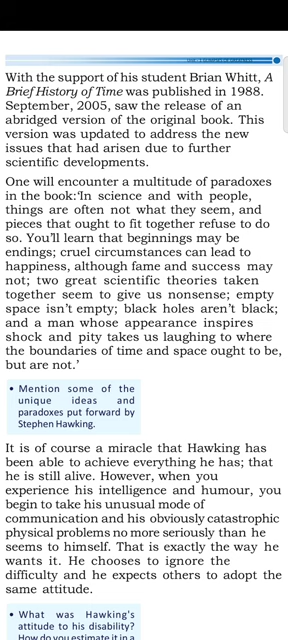 With the support of his student Brian Whitt, A
Brief History of Time was published in 1988.
September, 2005, saw the release of an
abridged version of the original book. This
version was updated to address the new
issues that had arisen due to further
scientific developments.
One will encounter a multitude of paradoxes
in the book:‘In science and with people,
things are often not what they seem, and
pieces that ought to fit together refuse to do
so. You’ll learn that beginnings may be
endings; cruel circumstances can lead to
happiness, although fame and success may
not; two great scientific theories taken
together seem to give us nonsense; empty
space isn’t empty; black holes aren’t black;
and a man whose appearance inspires
shock and pity takes us laughing to where
the boundaries of time and space ought to be,
but are not.’
• Mention some of the
unique ideas and
paradoxes put forward by
Stephen Hawking.
It is of course a miracle that Hawking has
been able to achieve everything he has; that
he is still alive. However, when you
experience his intelligence and humour, you
begin to take his unusual mode of
communication and his obviously catastrophic
physical problems no more seriously than he
seems to himself. That is exactly the way he
wants it. He chooses to ignore the
difficulty and he expects others to adopt the
same attitude.
• What was Hawking's
attitude to his disability?
How do you estimate it in a